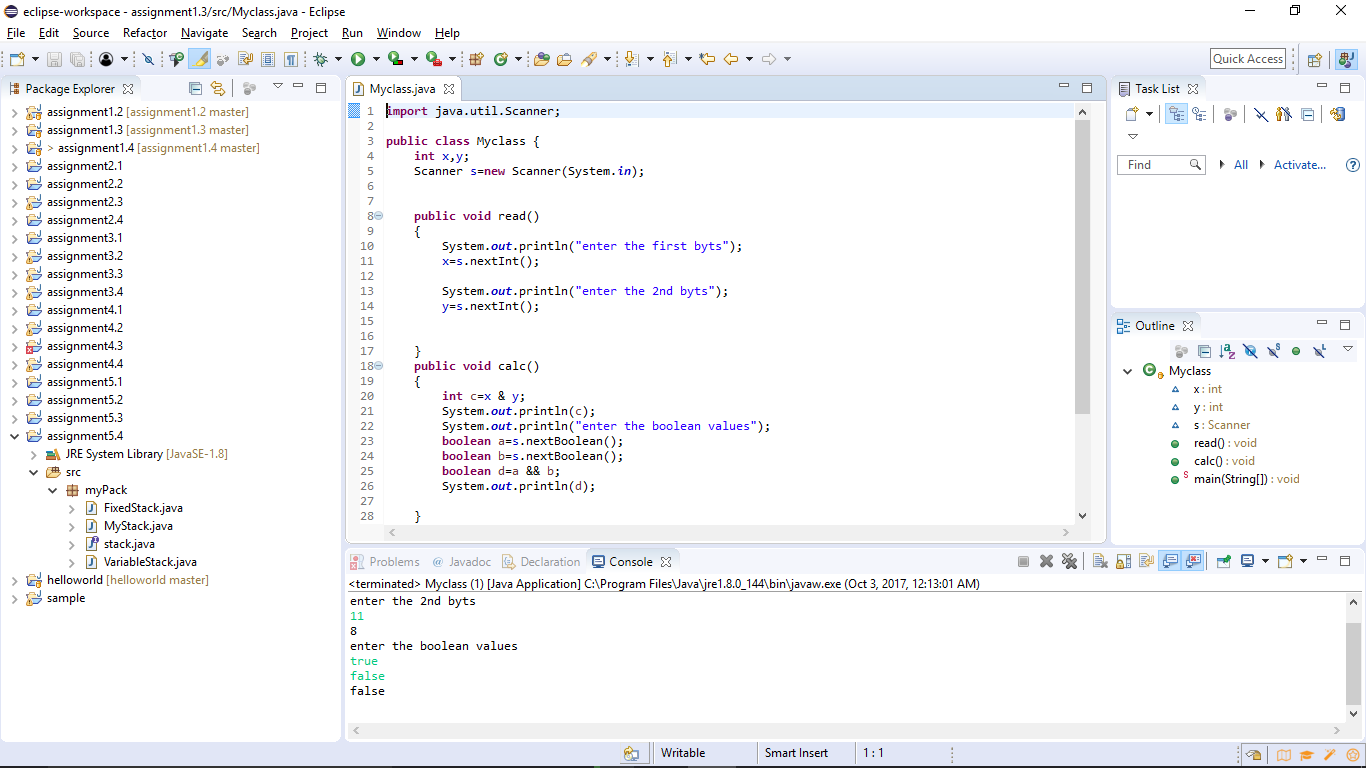 eclipse-workspace - assignment1.3/src/Myclass.java - Eclipse
File Edit Source Refactor Navigate Search Project Run Window Help
Quick Access
Package Explorer
assignment1.2 [assignment1.2 master]
assignment1.3 [assignment1.3 master]
> assignment1.4 [assignment1.4 master]
assignment2.1
assignment2.2
assignment2.3
assignment2.4
assignment3.1
assignment3.2
assignment3.3
assignment3.4
assignment4.1
assignment4.2
assignment4.3
assignment4.4
assignment5.1
assignment5.2
assignment5.3
assignment5.4
JRE System Library [JavaSE-1.8]
src
myPack
FixedStack.java
MyStack.java
stack.java
VariableStack.java
helloworld [helloworld master]
sample
Myclass.java
1 import java.util.Scanner;
2
3 public class Myclass {
4 int x,y;
5 Scanner s=new Scanner(System.in);
6
7
8 public void read()
9 {
10 System.out.println("enter the first byts");
11 x=s.nextInt();
12
13 System.out.println("enter the 2nd byts");
14 y=s.nextInt();
15
16
17 }
18 public void calc()
19 {
20 int c=x & y;
21 System.out.println(c);
22 System.out.println("enter the boolean values");
23 boolean a=s.nextBoolean();
24 boolean b=s.nextBoolean();
25 boolean d=a && b;
26 System.out.println(d);
27
28 }
Task List
Find All Activate...
Outline
Myclass
x : int
y : int
s : Scanner
read() : void
calc() : void
main(String[]) : void
Problems Javadoc Declaration Console
<terminated> Myclass (1) [Java Application] C:\Program Files\Java\jre1.8.0_144\bin\javaw.exe (Oct 3, 2017, 12:13:01 AM)
enter the 2nd byts
11
8
enter the boolean values
true
false
false
Writable Smart Insert 1 : 1